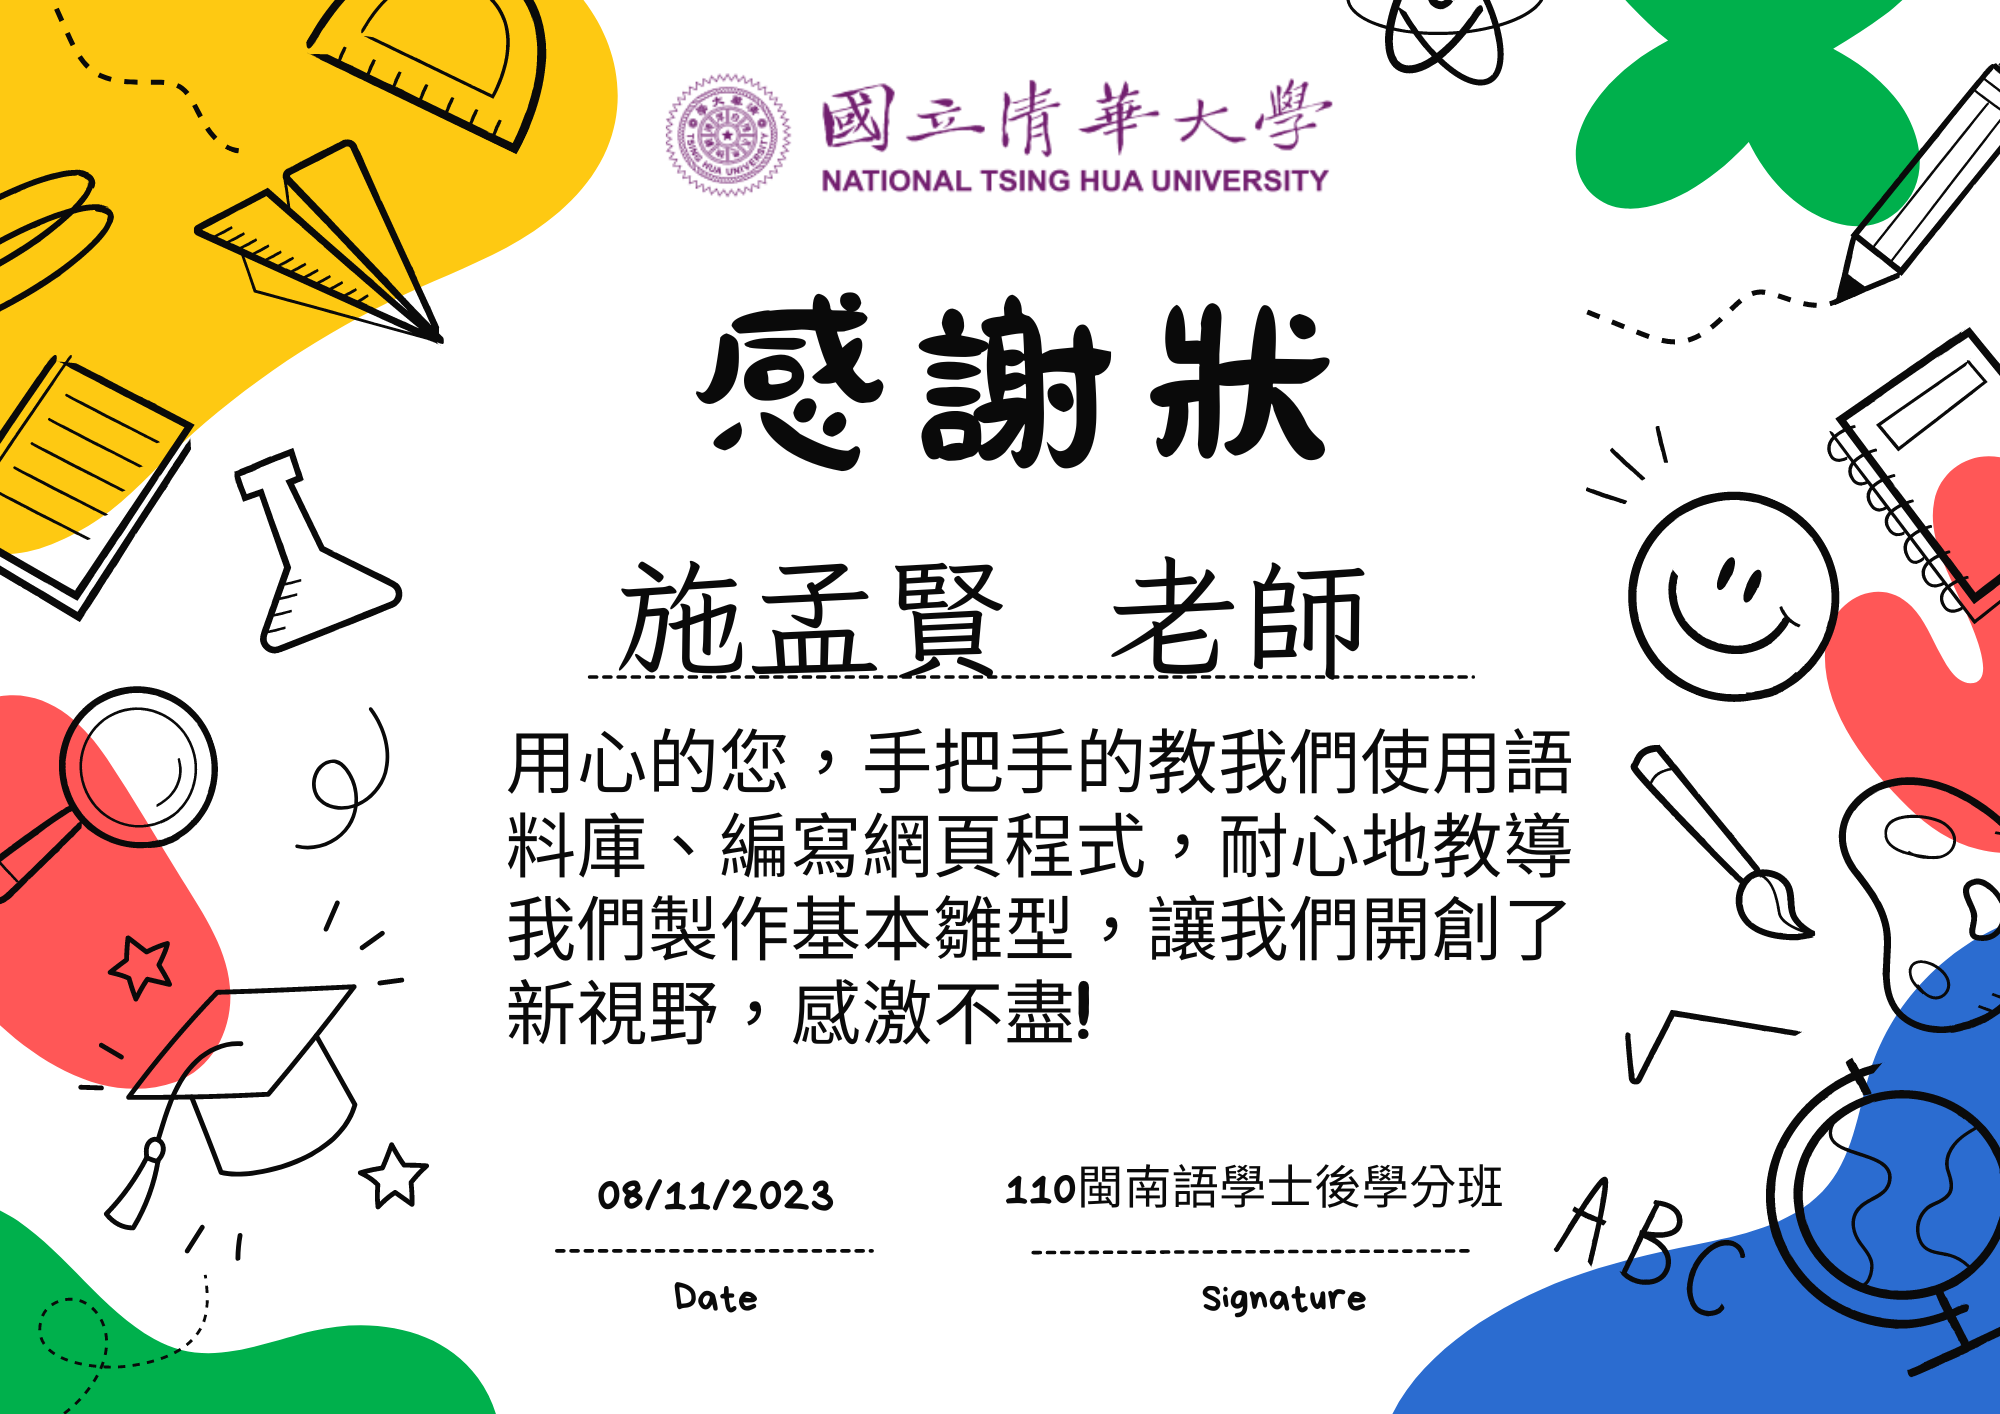 國立清華大學
NATIONAL TSING HUA UNIVERSITY
感謝狀
施孟賢 老師
用心的您，手把手的教我們使用語
料庫、編寫網頁程式，耐心地教導
我們製作基本雛型，讓我們開創了
新視野，感激不盡!
08/11/2023
110閩南語學士後學分班
Date
Signature
A B C